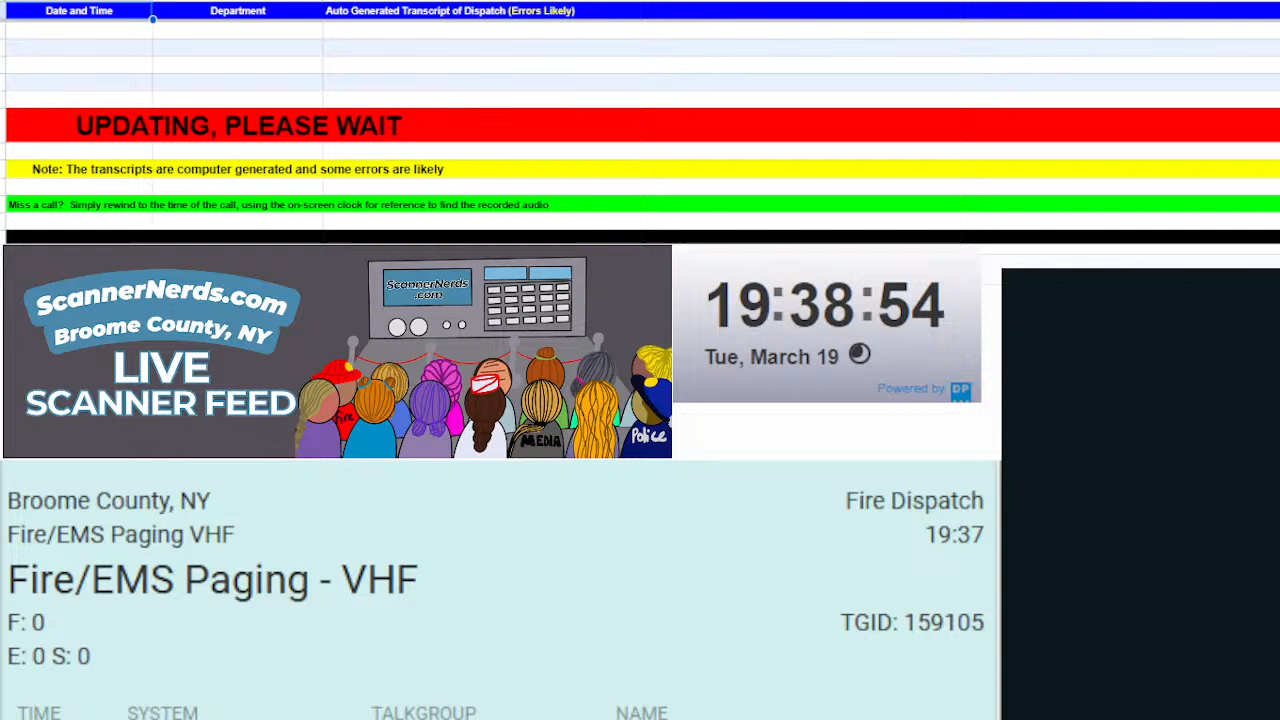 Date and Time Department Auto Generated Transcript of Dispatch (Errors Likely)
UPDATING, PLEASE WAIT
Note: The transcripts are computer generated and some errors are likely
Miss a call? Simply rewind to the time of the call, using the on-screen clock for reference to find the recorded audio
ScannerNerds.com
Broome County, NY
LIVE
SCANNER FEED
ScannerNerds
.com
Fire
MEDIA
Police
19:38:54
Tue, March 19
Powered by DP
Broome County, NY Fire Dispatch
Fire/EMS Paging VHF 19:37
Fire/EMS Paging - VHF
F: 0 TGID: 159105
E: 0 S: 0
TIME SYSTEM TALKGROUP NAME